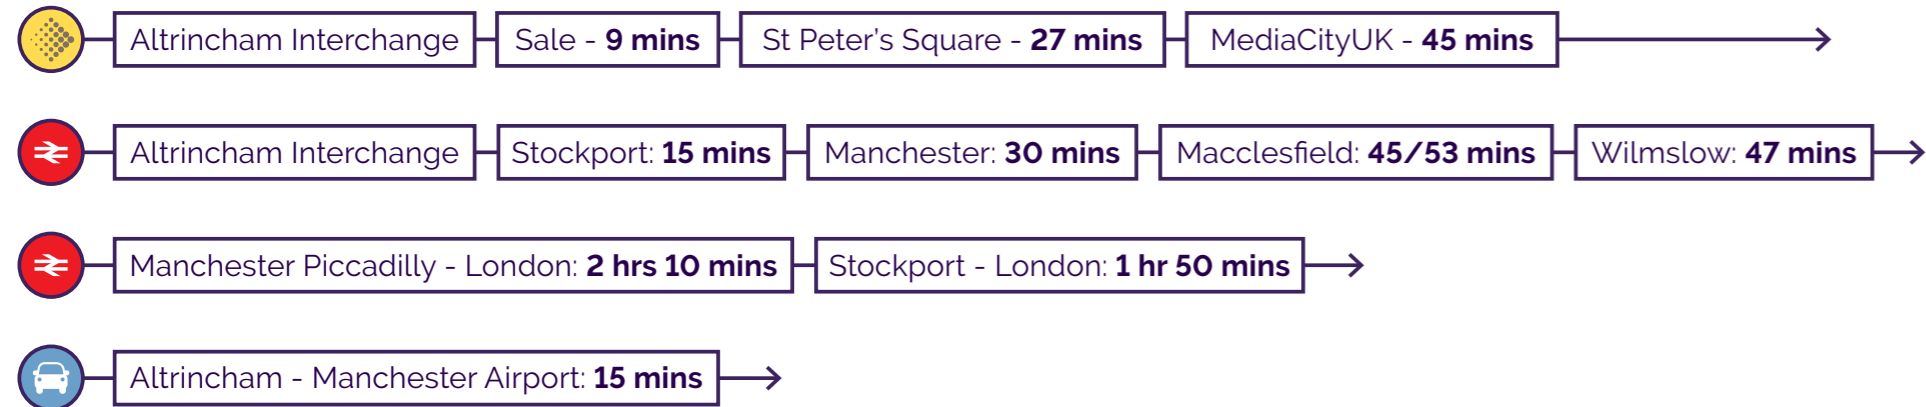 Altrincham Interchange Sale - 9 mins St Peter’s Square - 27 mins MediaCityUK - 45 mins
Altrincham Interchange Stockport: 15 mins Manchester: 30 mins Macclesfield: 45/53 mins Wilmslow: 47 mins
Manchester Piccadilly - London: 2 hrs 10 mins Stockport - London: 1 hr 50 mins
Altrincham - Manchester Airport: 15 mins